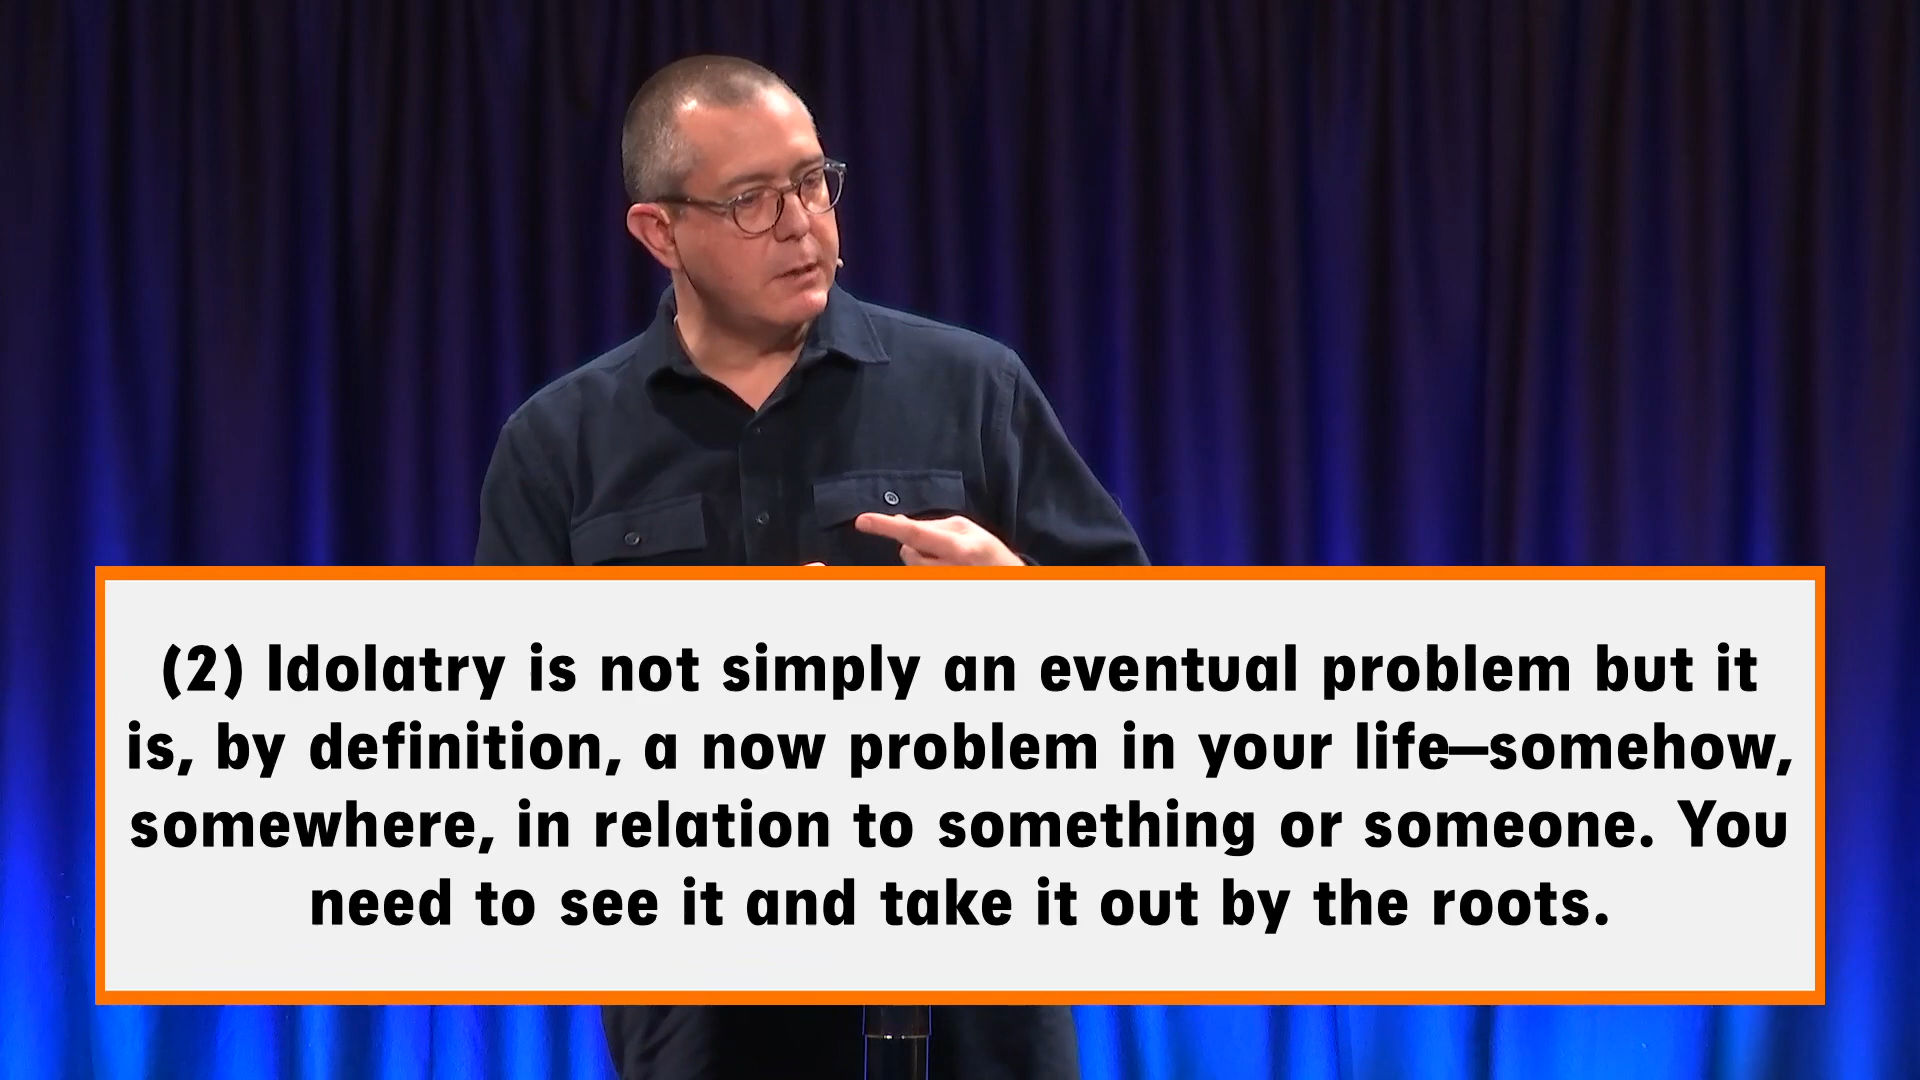 (2) Idolatry is not simply an eventual problem but it
is, by definition, a now problem in your life—somehow,
somewhere, in relation to something or someone. You
need to see it and take it out by the roots.